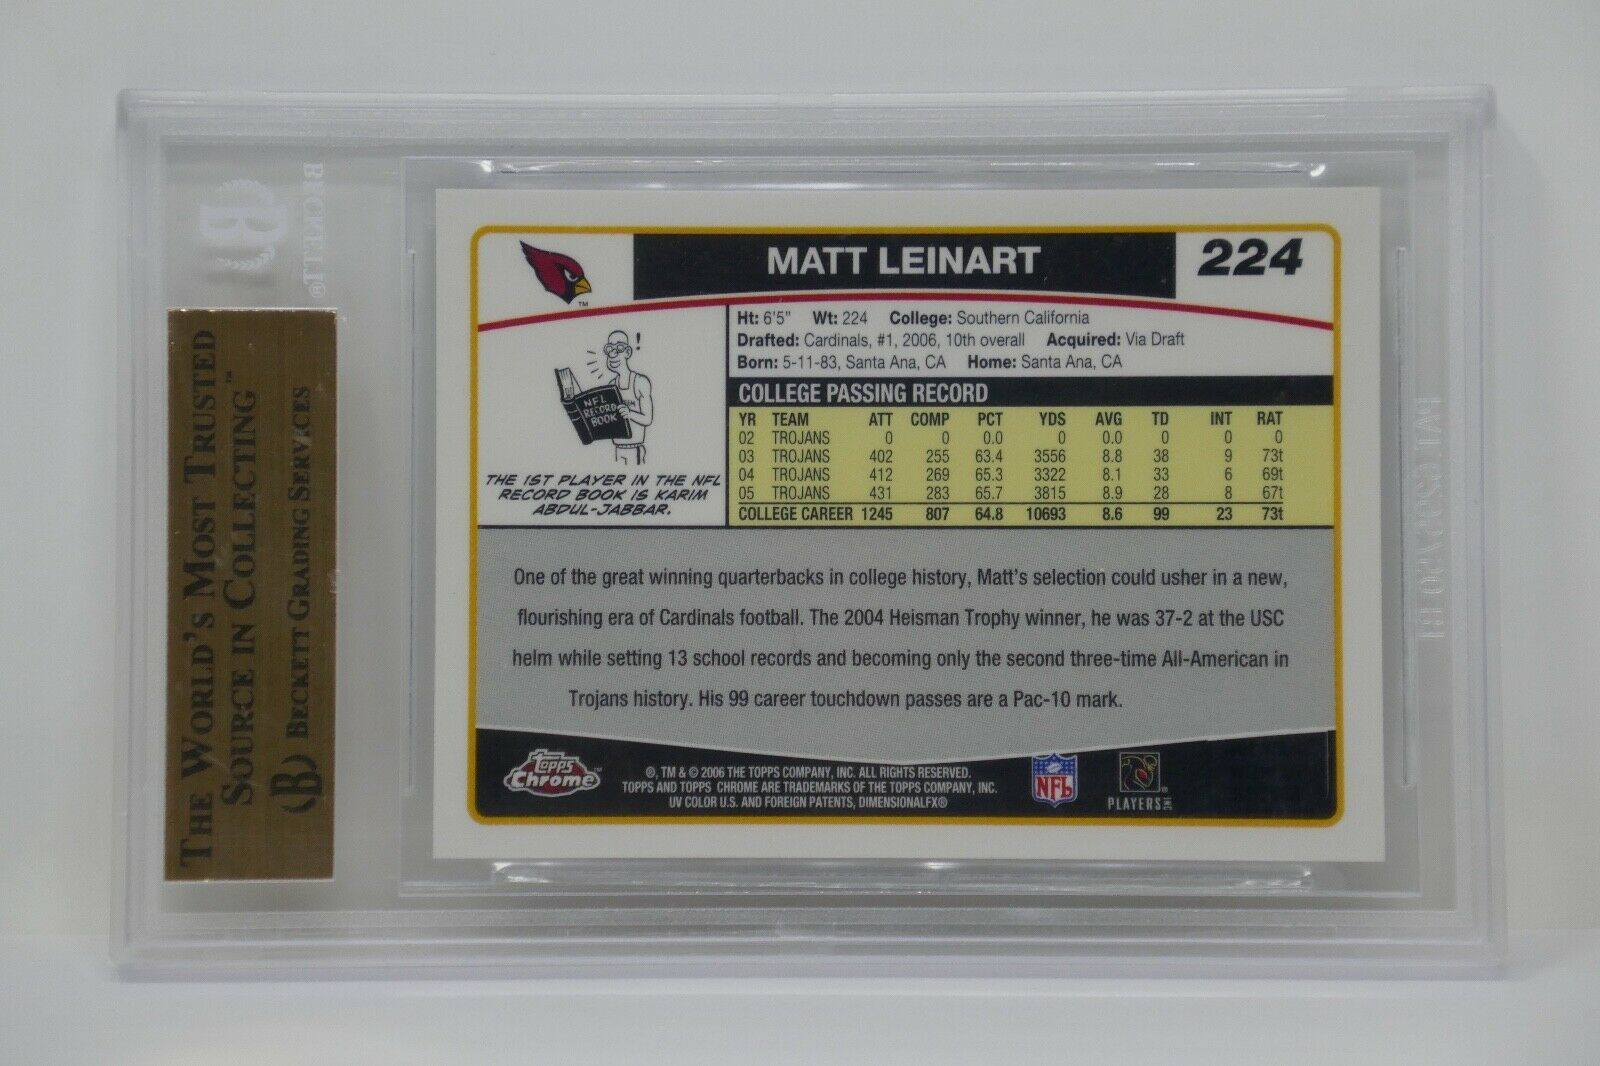 BECKETT®
B
THE WORLD'S MOST TRUSTED
SOURCE IN COLLECTING™
B BECKETT GRADING SERVICES
MATT LEINART
224
TM
Ht: 6'5" Wt: 224 College: Southern California
Drafted: Cardinals, #1, 2006, 10th overall Acquired: Via Draft
Born: 5-11-83, Santa Ana, CA Home: Santa Ana, CA
!
NFL
RECORD
BOOK
THE 1ST PLAYER IN THE NFL
RECORD BOOK IS KARIM
ABDUL-JABBAR.
COLLEGE PASSING RECORD
YR TEAM ATT COMP PCT YDS AVG TD INT RAT
02 TROJANS 0 0 0.0 0 0.0 0 0 0
03 TROJANS 402 255 63.4 3556 8.8 38 9 73t
04 TROJANS 412 269 65.3 3322 8.1 33 6 69t
05 TROJANS 431 283 65.7 3815 8.9 28 8 67t
COLLEGE CAREER 1245 807 64.8 10693 8.6 99 23 73t
One of the great winning quarterbacks in college history, Matt's selection could usher in a new,
flourishing era of Cardinals football. The 2004 Heisman Trophy winner, he was 37-2 at the USC
helm while setting 13 school records and becoming only the second three-time All-American in
Trojans history. His 99 career touchdown passes are a Pac-10 mark.
topps
Chrome™
®, TM & © 2006 THE TOPPS COMPANY, INC. ALL RIGHTS RESERVED.
TOPPS AND TOPPS CHROME ARE TRADEMARKS OF THE TOPPS COMPANY, INC.
UV COLOR U.S. AND FOREIGN PATENTS, DIMENSIONALFX®
NFL
PLAYERS INC